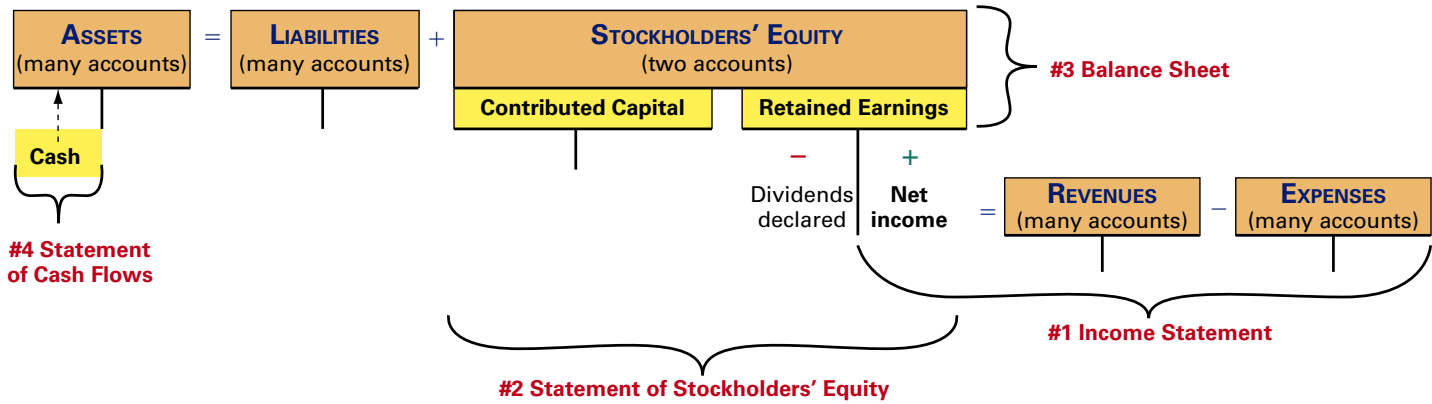 ASSETS = LIABILITIES + STOCKHOLDERS' EQUITY
(many accounts) (many accounts) (two accounts)
#3 Balance Sheet
Contributed Capital Retained Earnings
Cash
− +
Dividends declared
Net income
= REVENUES − EXPENSES
(many accounts) (many accounts)
#4 Statement
of Cash Flows
#1 Income Statement
#2 Statement of Stockholders' Equity